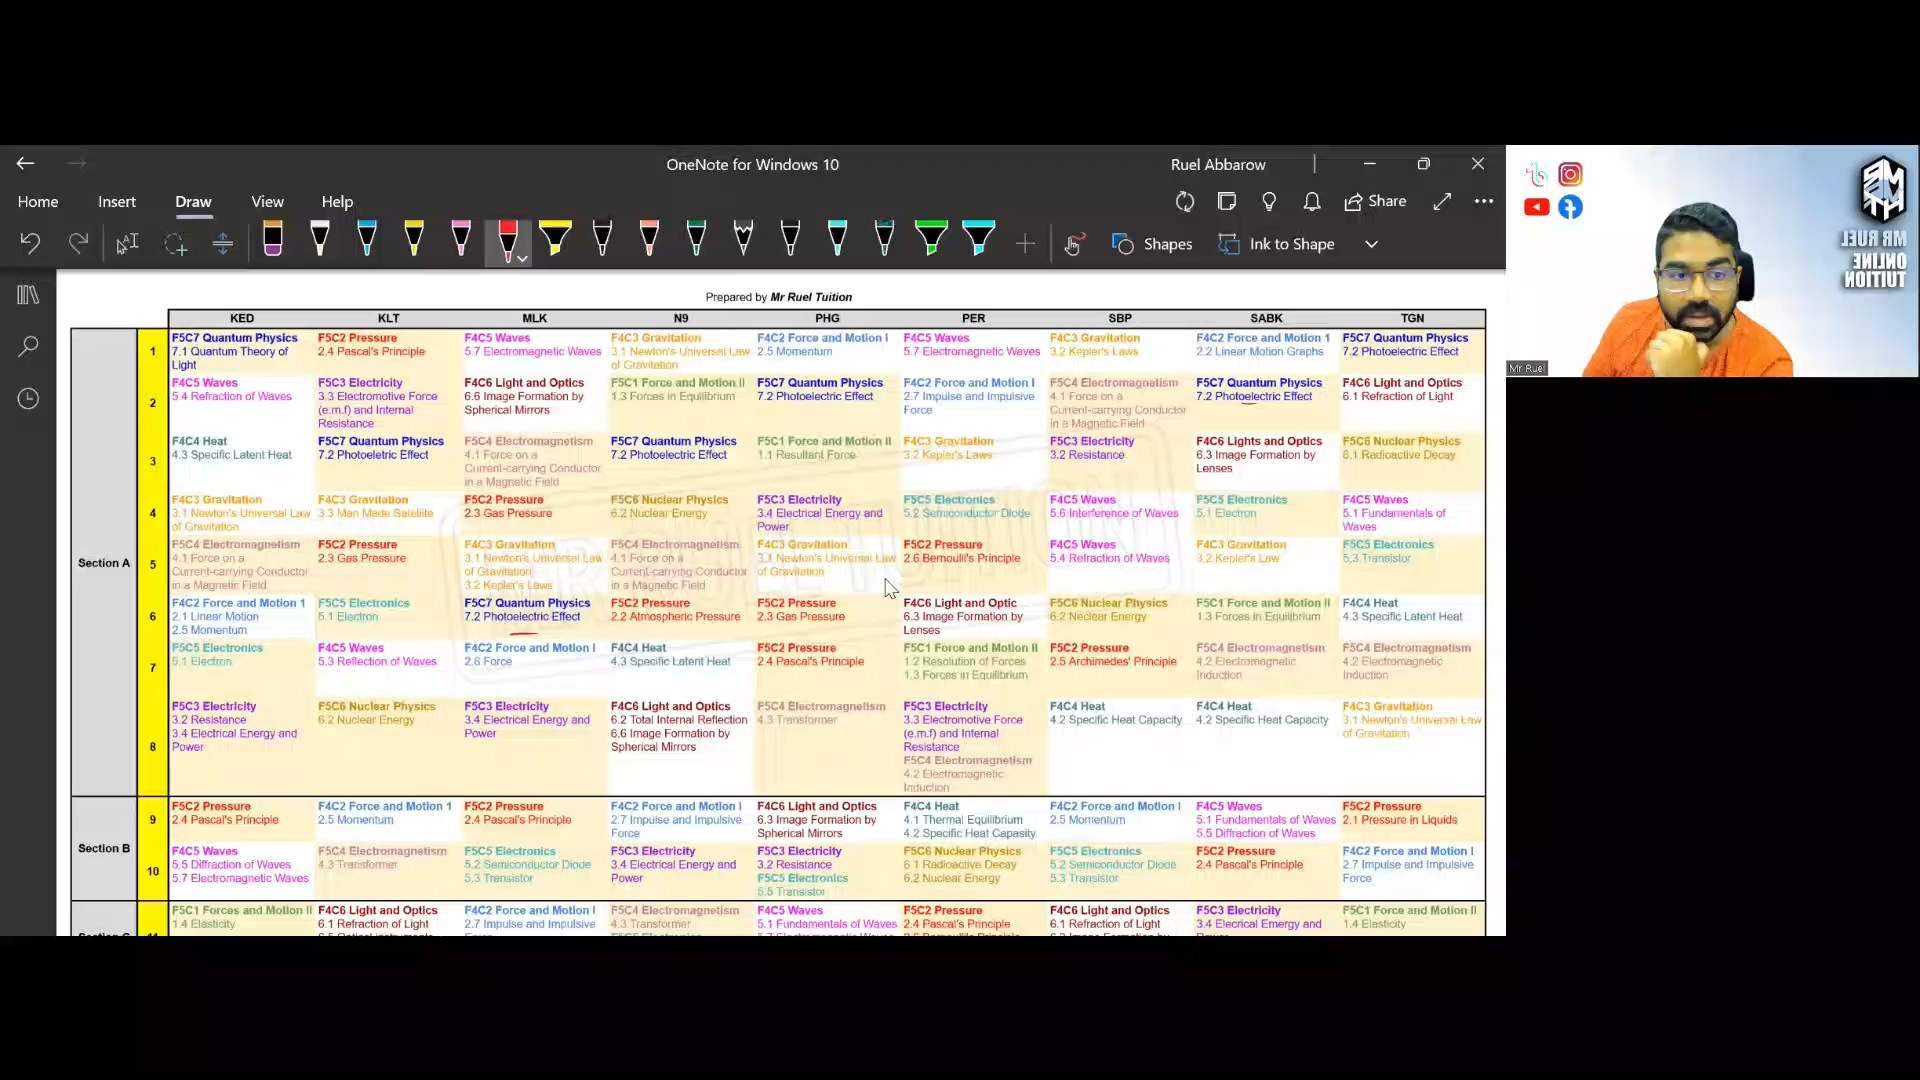 OneNote for Windows 10
Ruel Abbarow
Home Insert Draw View Help
Share
Shapes
Ink to Shape
MR RUEL
ONLINE
TUITION
Mr Ruel
Prepared by Mr Ruel Tuition
KED KLT MLK N9 PHG PER SBP SABK TGN
Section A
1
F5C7 Quantum Physics
7.1 Quantum Theory of
Light
F5C2 Pressure
2.4 Pascal's Principle
F4C5 Waves
5.7 Electromagnetic Waves
F4C3 Gravitation
3.1 Newton's Universal Law
of Gravitation
F4C2 Force and Motion I
2.5 Momentum
F4C5 Waves
5.7 Electromagnetic Waves
F4C3 Gravitation
3.2 Kepler's Laws
F4C2 Force and Motion 1
2.2 Linear Motion Graphs
F5C7 Quantum Physics
7.2 Photoelectric Effect
2
F4C5 Waves
5.4 Refraction of Waves
F5C3 Electricity
3.3 Electromotive Force
(e.m.f) and Internal
Resistance
F4C6 Light and Optics
6.6 Image Formation by
Spherical Mirrors
F5C1 Force and Motion II
1.3 Forces in Equilibrium
F5C7 Quantum Physics
7.2 Photoelectric Effect
F4C2 Force and Motion I
2.7 Impulse and Impulsive
Force
F5C4 Electromagnetism
4.1 Force on a
Current-carrying Conductor
in a Magnetic Field
F5C7 Quantum Physics
7.2 Photoelectric Effect
F4C6 Light and Optics
6.1 Refraction of Light
3
F4C4 Heat
4.3 Specific Latent Heat
F5C7 Quantum Physics
7.2 Photoeletric Effect
F5C4 Electromagnetism
4.1 Force on a
Current-carrying Conductor
in a Magnetic Field
F5C7 Quantum Physics
7.2 Photoelectric Effect
F5C1 Force and Motion II
1.1 Resultant Force
F4C3 Gravitation
3.2 Kepler's Laws
F5C3 Electricity
3.2 Resistance
F4C6 Lights and Optics
6.3 Image Formation by
Lenses
F5C6 Nuclear Physics
6.1 Radioactive Decay
4
F4C3 Gravitation
3.1 Newton's Universal Law
of Gravitation
F4C3 Gravitation
3.3 Man Made Satellite
F5C2 Pressure
2.3 Gas Pressure
F5C6 Nuclear Physics
6.2 Nuclear Energy
F5C3 Electricity
3.4 Electrical Energy and
Power
F5C5 Electronics
5.2 Semiconductor Diode
F4C5 Waves
5.6 Interference of Waves
F5C5 Electronics
5.1 Electron
F4C5 Waves
5.1 Fundamentals of
Waves
5
F5C4 Electromagnetism
4.1 Force on a
Current-carrying Conductor
in a Magnetic Field
F5C2 Pressure
2.3 Gas Pressure
F4C3 Gravitation
3.1 Newton's Universal Law
of Gravitation
3.2 Kepler's Laws
F5C4 Electromagnetism
4.1 Force on a
Current-carrying Conductor
in a Magnetic Field
F4C3 Gravitation
3.1 Newton's Universal Law
of Gravitation
F5C2 Pressure
2.6 Bernoulli's Principle
F4C5 Waves
5.4 Refraction of Waves
F4C3 Gravitation
3.2 Kepler's Law
F5C5 Electronics
5.3 Transistor
6
F4C2 Force and Motion 1
2.1 Linear Motion
2.5 Momentum
F5C5 Electronics
5.1 Electron
F5C7 Quantum Physics
7.2 Photoelectric Effect
F5C2 Pressure
2.2 Atmospheric Pressure
F5C2 Pressure
2.3 Gas Pressure
F4C6 Light and Optic
6.3 Image Formation by
Lenses
F5C6 Nuclear Physics
6.2 Neclear Energy
F5C1 Force and Motion II
1.3 Forces in Equilibrium
F4C4 Heat
4.3 Specific Latent Heat
7
F5C5 Electronics
5.1 Electron
F4C5 Waves
5.3 Reflection of Waves
F4C2 Force and Motion I
2.6 Force
F4C4 Heat
4.3 Specific Latent Heat
F5C2 Pressure
2.4 Pascal's Principle
F5C1 Force and Motion II
1.2 Resolution of Forces
1.3 Forces in Equilibrium
F5C2 Pressure
2.5 Archimedes' Principle
F5C4 Electromagnetism
4.2 Electromagnetic
Induction
F5C4 Electromagnetism
4.2 Electromagnetic
Induction
8
F5C3 Electricity
3.2 Resistance
3.4 Electrical Energy and
Power
F5C6 Nuclear Physics
6.2 Nuclear Energy
F5C3 Electricity
3.4 Electrical Energy and
Power
F4C6 Light and Optics
6.2 Total Internal Reflection
6.6 Image Formation by
Spherical Mirrors
F5C4 Electromagnetism
4.3 Transformer
F5C3 Electricity
3.3 Electromotive Force
(e.m.f) and Internal
Resistance
F5C4 Electromagnetism
4.2 Electromagnetic
Induction
F4C4 Heat
4.2 Specific Heat Capacity
F4C4 Heat
4.2 Specific Heat Capacity
F4C3 Gravitation
3.1 Newton's Universal Law
of Gravitation
Section B
9
F5C2 Pressure
2.4 Pascal's Principle
F4C2 Force and Motion 1
2.5 Momentum
F5C2 Pressure
2.4 Pascal's Principle
F4C2 Force and Motion I
2.7 Impulse and Impulsive
Force
F4C6 Light and Optics
6.3 Image Formation by
Spherical Mirrors
F4C4 Heat
4.1 Thermal Equilibrium
4.2 Specific Heat Capasity
F4C2 Force and Motion I
2.5 Momentum
F4C5 Waves
5.1 Fundamentals of Waves
5.5 Diffraction of Waves
F5C2 Pressure
2.1 Pressure in Liquids
10
F4C5 Waves
5.5 Diffraction of Waves
5.7 Electromagnetic Waves
F5C4 Electromagnetism
4.3 Transformer
F5C5 Electronics
5.2 Semiconductor Diode
5.3 Transistor
F5C3 Electricity
3.4 Electrical Energy and
Power
F5C3 Electricity
3.2 Resistance
F5C5 Electronics
5.5 Transistor
F5C6 Nuclear Physics
6.1 Radioactive Decay
6.2 Nuclear Energy
F5C5 Electronics
5.2 Semiconductor Diode
5.3 Transistor
F5C2 Pressure
2.4 Pascal's Principle
F4C2 Force and Motion I
2.7 Impulse and Impulsive
Force
F5C1 Forces and Motion II
1.4 Elasticity
F4C6 Light and Optics
6.1 Refraction of Light
F4C2 Force and Motion I
2.7 Impulse and Impulsive
F5C4 Electromagnetism
4.3 Transformer
F4C5 Waves
5.1 Fundamentals of Waves
F5C2 Pressure
2.4 Pascal's Principle
F4C6 Light and Optics
6.1 Refraction of Light
F5C3 Electricity
3.4 Elecrical Energy and
F5C1 Force and Motion II
1.4 Elasticity